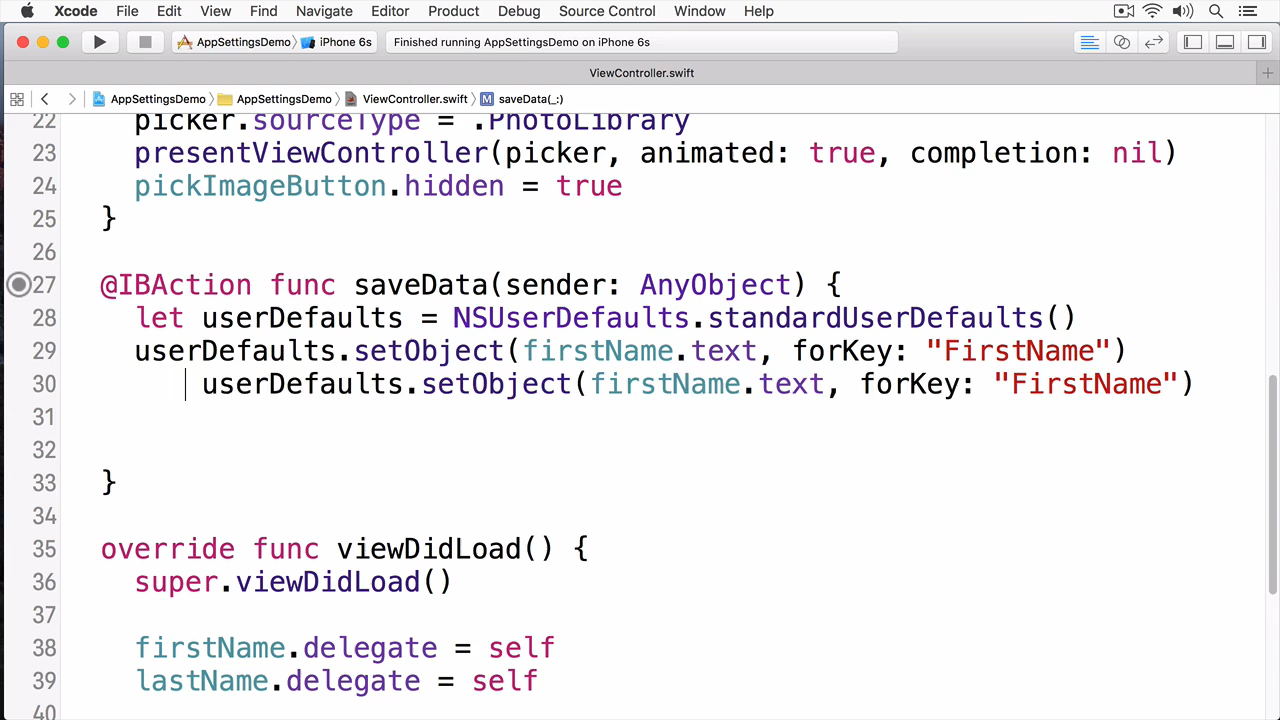 Xcode File Edit View Find Navigate Editor Product Debug Source Control Window Help
AppSettingsDemo iPhone 6s Finished running AppSettingsDemo on iPhone 6s
ViewController.swift
AppSettingsDemo AppSettingsDemo ViewController.swift M saveData(_:)
22 picker.sourceType = .PhotoLibrary
23 presentViewController(picker, animated: true, completion: nil)
24 pickImageButton.hidden = true
25 }
26
27 @IBAction func saveData(sender: AnyObject) {
28 let userDefaults = NSUserDefaults.standardUserDefaults()
29 userDefaults.setObject(firstName.text, forKey: "FirstName")
30 userDefaults.setObject(firstName.text, forKey: "FirstName")
31
32
33 }
34
35 override func viewDidLoad() {
36 super.viewDidLoad()
37
38 firstName.delegate = self
39 lastName.delegate = self
40